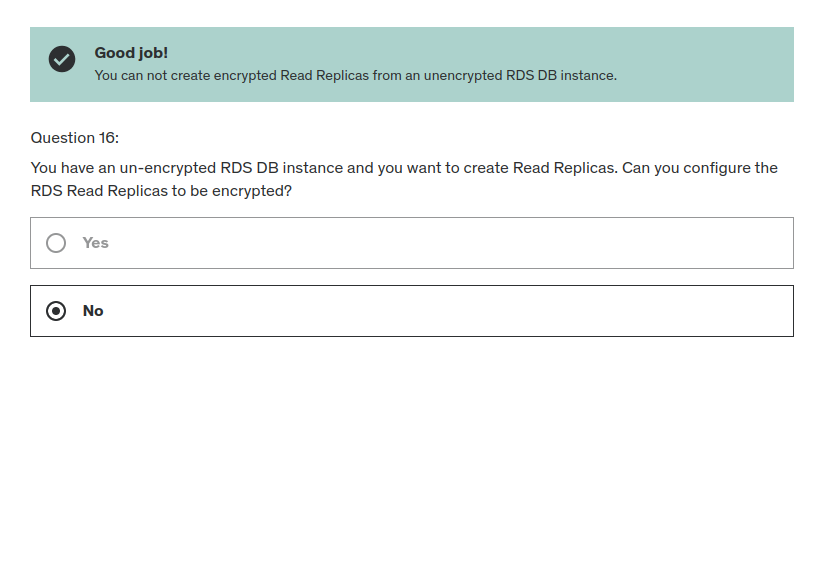 Good job!
You can not create encrypted Read Replicas from an unencrypted RDS DB instance.
Question 16:
You have an un-encrypted RDS DB instance and you want to create Read Replicas. Can you configure the
RDS Read Replicas to be encrypted?
Yes
No